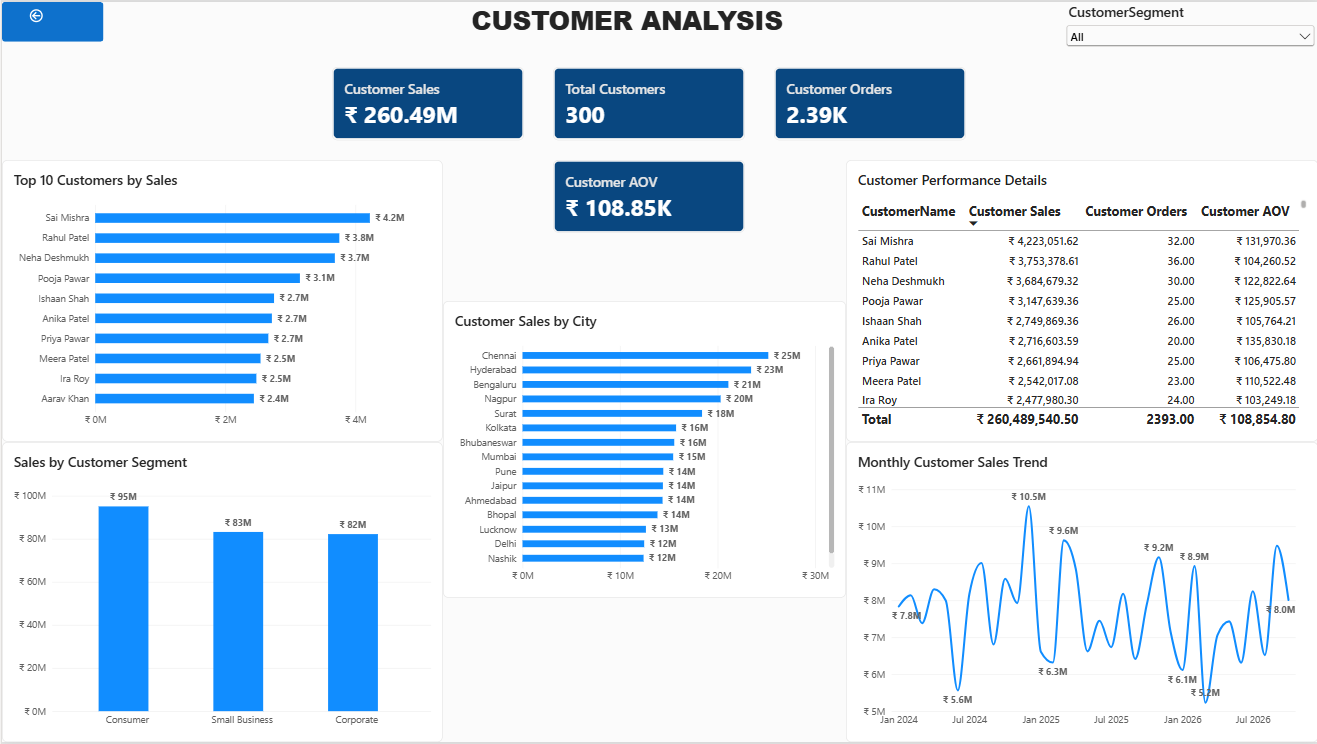 CUSTOMER ANALYSIS
CustomerSegment
All
Customer Sales
₹ 260.49M
Total Customers
300
Customer Orders
2.39K
Customer AOV
₹ 108.85K
Top 10 Customers by Sales
Sai Mishra ₹ 4.2M
Rahul Patel ₹ 3.8M
Neha Deshmukh ₹ 3.7M
Pooja Pawar ₹ 3.1M
Ishaan Shah ₹ 2.7M
Anika Patel ₹ 2.7M
Priya Pawar ₹ 2.7M
Meera Patel ₹ 2.5M
Ira Roy ₹ 2.5M
Aarav Khan ₹ 2.4M
₹ 0M ₹ 2M ₹ 4M
Customer Performance Details
CustomerName Customer Sales Customer Orders Customer AOV
Sai Mishra ₹ 4,223,051.62 32.00 ₹ 131,970.36
Rahul Patel ₹ 3,753,378.61 36.00 ₹ 104,260.52
Neha Deshmukh ₹ 3,684,679.32 30.00 ₹ 122,822.64
Pooja Pawar ₹ 3,147,639.36 25.00 ₹ 125,905.57
Ishaan Shah ₹ 2,749,869.36 26.00 ₹ 105,764.21
Anika Patel ₹ 2,716,603.59 20.00 ₹ 135,830.18
Priya Pawar ₹ 2,661,894.94 25.00 ₹ 106,475.80
Meera Patel ₹ 2,542,017.08 23.00 ₹ 110,522.48
Ira Roy ₹ 2,477,980.30 24.00 ₹ 103,249.18
Total ₹ 260,489,540.50 2393.00 ₹ 108,854.80
Customer Sales by City
Chennai ₹ 25M
Hyderabad ₹ 23M
Bengaluru ₹ 21M
Nagpur ₹ 20M
Surat ₹ 18M
Kolkata ₹ 16M
Bhubaneswar ₹ 16M
Mumbai ₹ 15M
Pune ₹ 14M
Jaipur ₹ 14M
Ahmedabad ₹ 14M
Bhopal ₹ 14M
Lucknow ₹ 13M
Delhi ₹ 12M
Nashik ₹ 12M
₹ 0M ₹ 10M ₹ 20M ₹ 30M
Sales by Customer Segment
₹ 100M
₹ 80M
₹ 60M
₹ 40M
₹ 20M
₹ 0M
₹ 95M ₹ 83M ₹ 82M
Consumer Small Business Corporate
Monthly Customer Sales Trend
₹ 11M
₹ 10M
₹ 9M
₹ 8M
₹ 7M
₹ 6M
₹ 5M
₹ 7.8M
₹ 5.6M
₹ 10.5M
₹ 6.3M
₹ 9.6M
₹ 9.2M
₹ 6.1M
₹ 8.9M
₹ 5.2M
₹ 8.0M
Jan 2024 Jul 2024 Jan 2025 Jul 2025 Jan 2026 Jul 2026